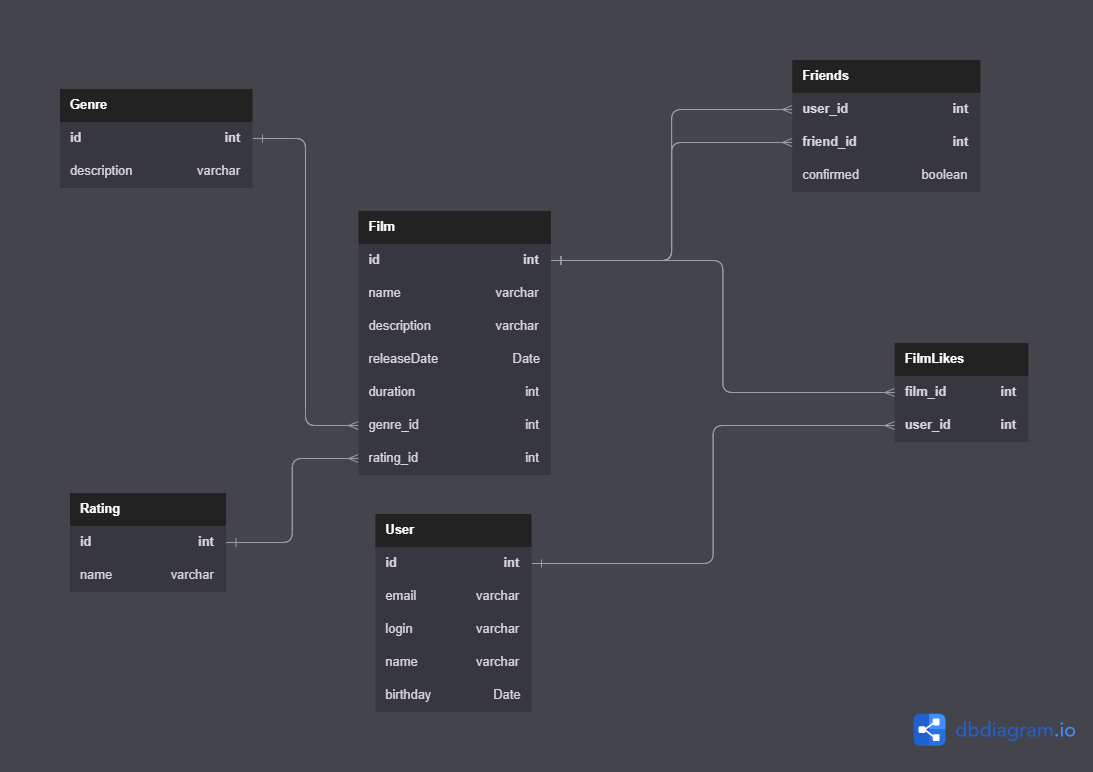 Genre
id int
description varchar
Friends
user_id int
friend_id int
confirmed boolean
Film
id int
name varchar
description varchar
releaseDate Date
duration int
genre_id int
rating_id int
FilmLikes
film_id int
user_id int
Rating
id int
name varchar
User
id int
email varchar
login varchar
name varchar
birthday Date
dbdiagram.io